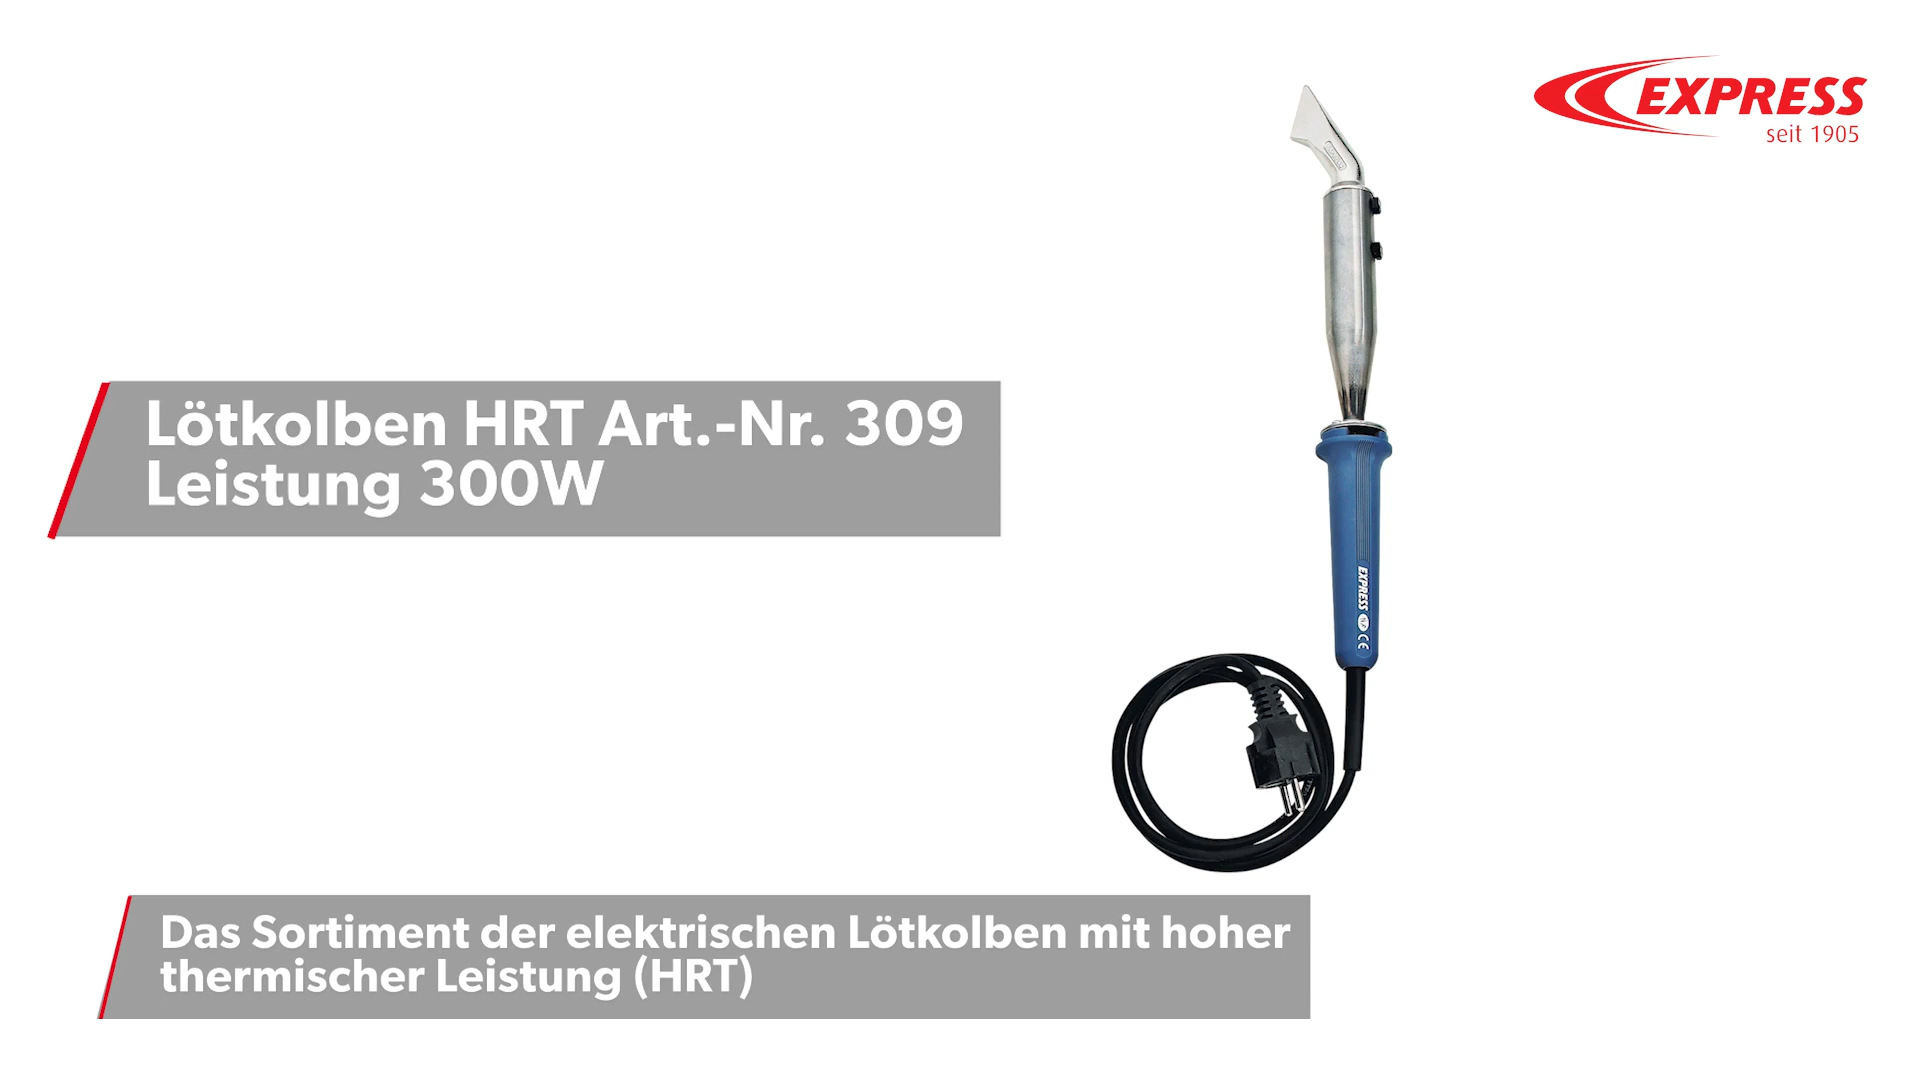 EXPRESS
seit 1905
Lötkolben HRT Art.-Nr. 309
Leistung 300W
EXPRESS NF CE
Das Sortiment der elektrischen Lötkolben mit hoher
thermischer Leistung (HRT)